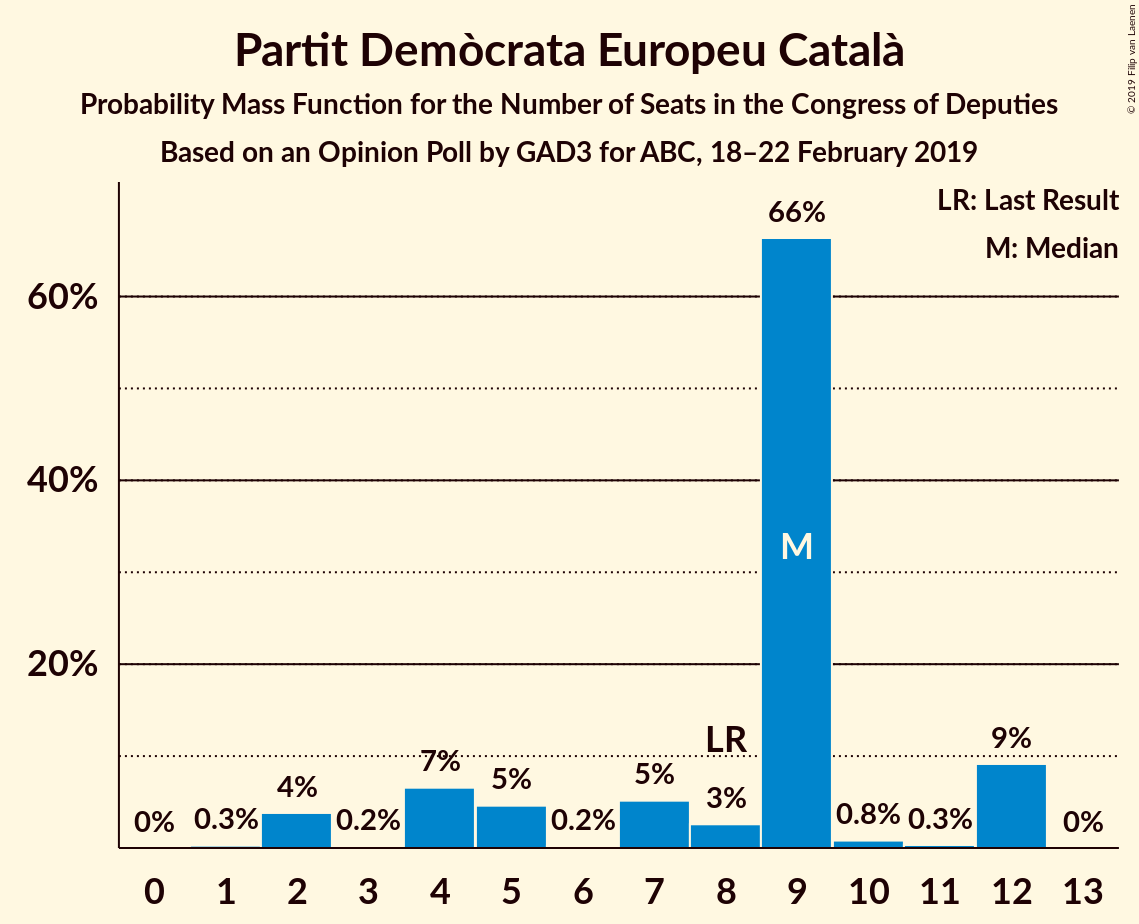 Partit Demòcrata Europeu Català
Probability Mass Function for the Number of Seats in the Congress of Deputies
Based on an Opinion Poll by GAD3 for ABC, 18–22 February 2019
© 2019 Filip van Laenen
LR: Last Result
M: Median
60%
40%
20%
0%
0.3%
4%
0.2%
7%
5%
0.2%
5%
3%
LR
66%
M
0.8%
0.3%
9%
0%
0 1 2 3 4 5 6 7 8 9 10 11 12 13